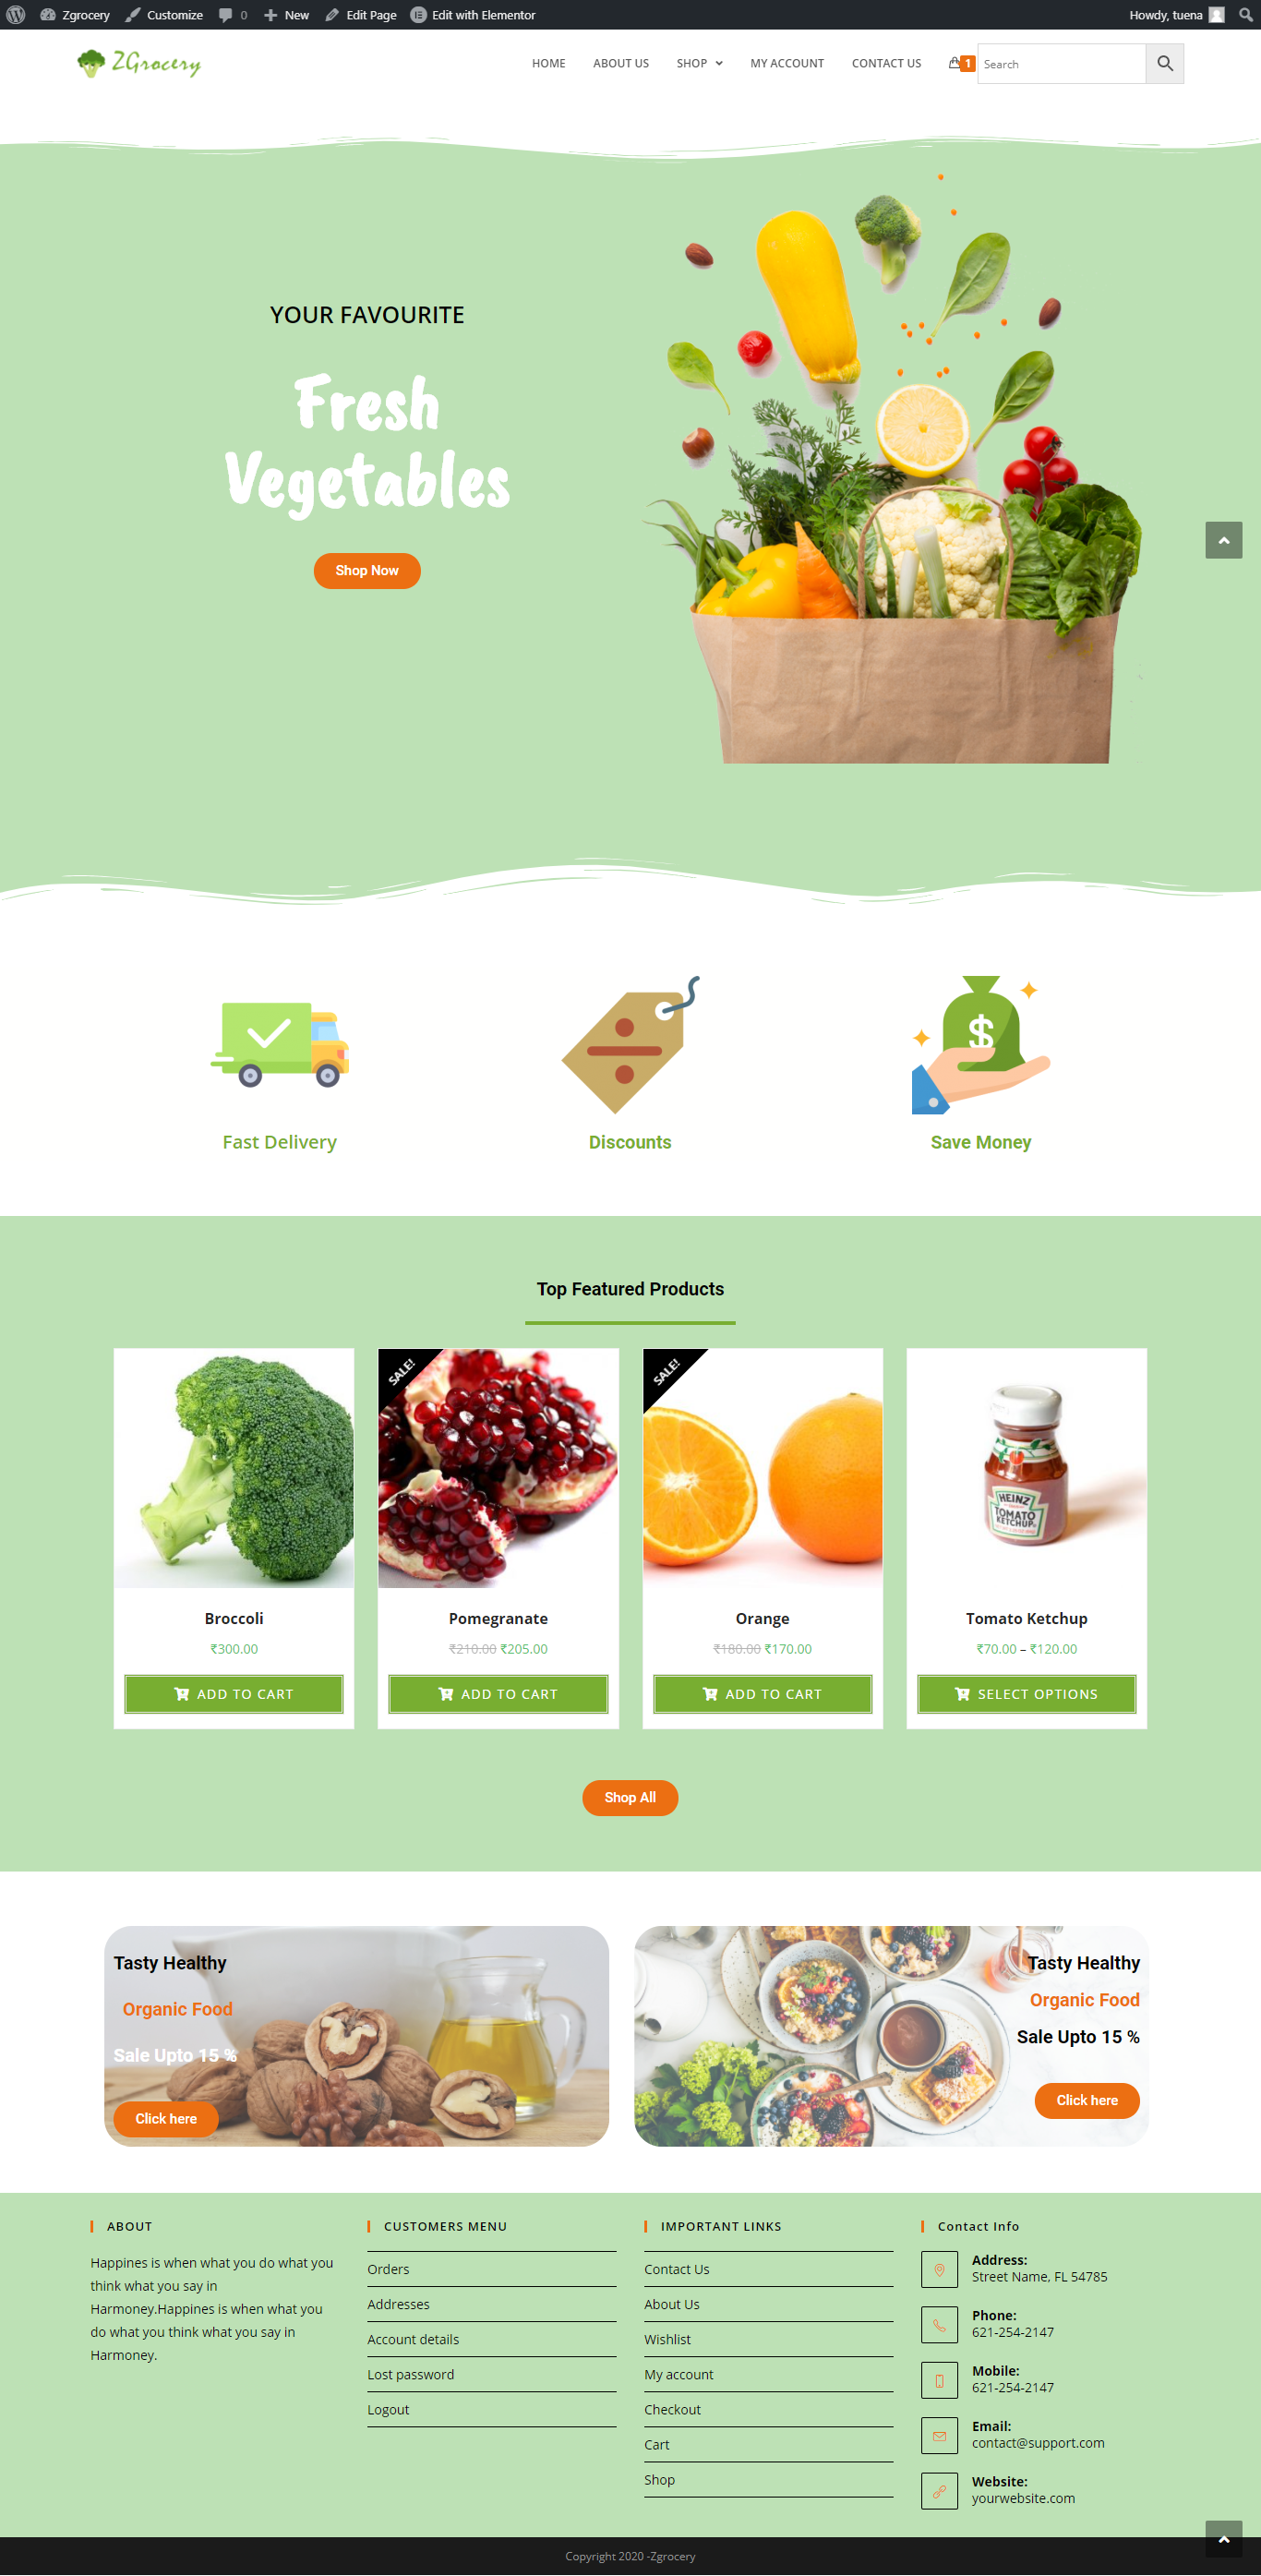 Zgrocery Customize 0 New Edit Page Edit with Elementor Howdy, tuena
ZGrocery HOME ABOUT US SHOP MY ACCOUNT CONTACT US 1 Search
YOUR FAVOURITE
Fresh
Vegetables
Shop Now
$
Fast Delivery Discounts Save Money
Top Featured Products
SALE! SALE!
HEINZ
TOMATO
KETCHUP
Broccoli Pomegranate Orange Tomato Ketchup
₹300.00 ₹210.00 ₹205.00 ₹180.00 ₹170.00 ₹70.00 – ₹120.00
ADD TO CART ADD TO CART ADD TO CART SELECT OPTIONS
Shop All
Tasty Healthy
Organic Food
Sale Upto 15 %
Click here
Tasty Healthy
Organic Food
Sale Upto 15 %
Click here
ABOUT
Happines is when what you do what you
think what you say in
Harmoney.Happines is when what you
do what you think what you say in
Harmoney.
CUSTOMERS MENU
Orders
Addresses
Account details
Lost password
Logout
IMPORTANT LINKS
Contact Us
About Us
Wishlist
My account
Checkout
Cart
Shop
Contact Info
Address:
Street Name, FL 54785
Phone:
621-254-2147
Mobile:
621-254-2147
Email:
contact@support.com
Website:
yourwebsite.com
Copyright 2020 -Zgrocery